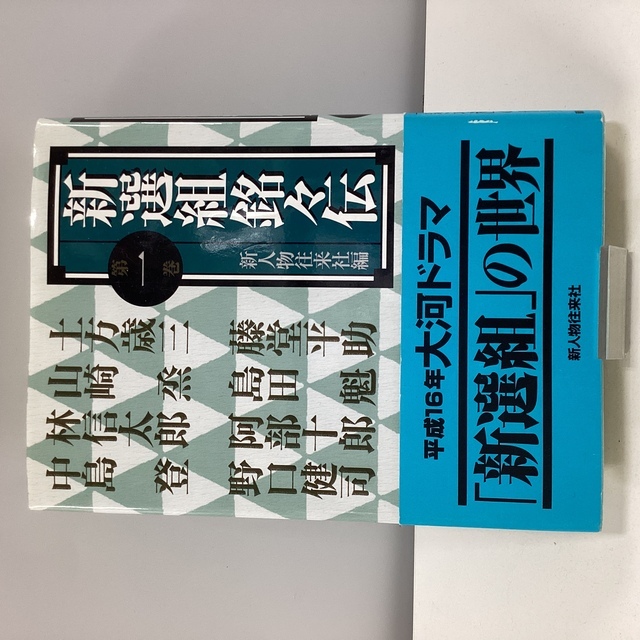 新選組銘々伝
第一巻
新人物往来社編
土方歳三
山崎烝
林信太郎
中島登
藤堂平助
島田魁
阿部十郎
野口健司
平成16年大河ドラマ
「新選組」の世界
新人物往来社